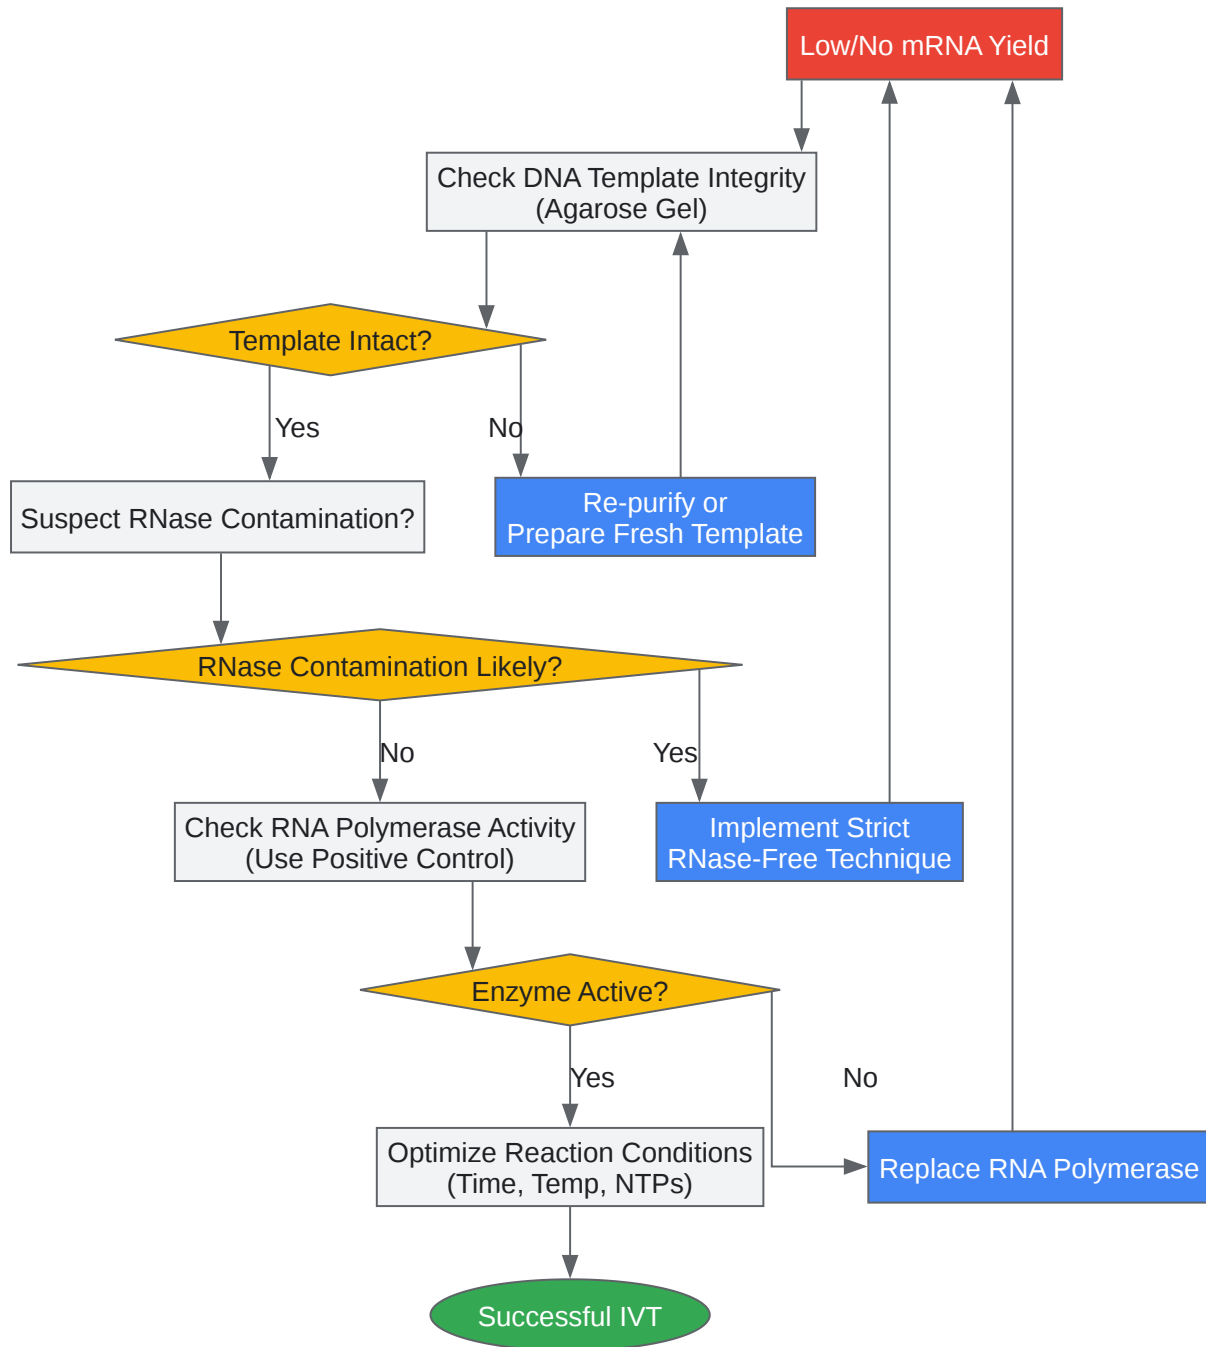 Low/No mRNA Yield
Check DNA Template Integrity
(Agarose Gel)
Template Intact?
Yes
No
Suspect RNase Contamination?
Re-purify or
Prepare Fresh Template
RNase Contamination Likely?
No
Yes
Check RNA Polymerase Activity
(Use Positive Control)
Implement Strict
RNase-Free Technique
Enzyme Active?
Yes
No
Optimize Reaction Conditions
(Time, Temp, NTPs)
Replace RNA Polymerase
Successful IVT